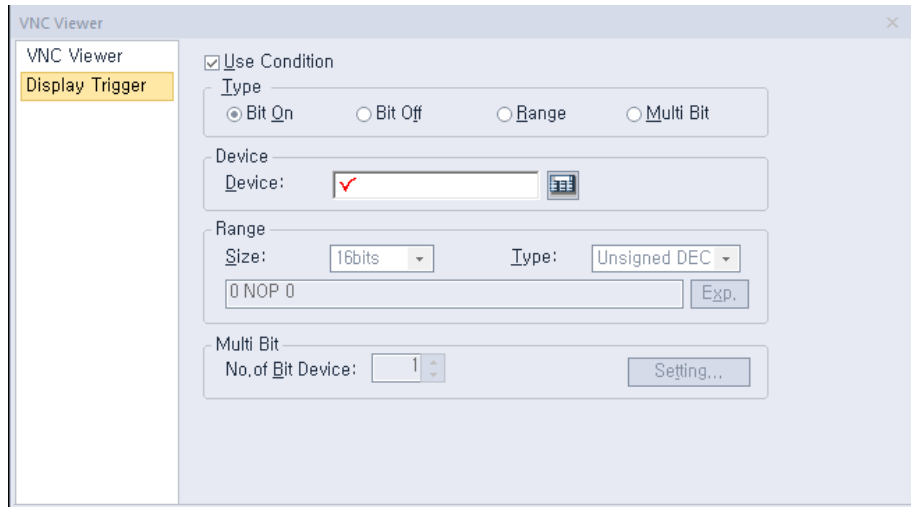 VNC Viewer
VNC Viewer
Display Trigger
Use Condition
Type
Bit On
Bit Off
Range
Multi Bit
Device
Device:
Range
Size:
16bits
Type:
Unsigned DEC
0 NOP 0
Exp.
Multi Bit
No.of Bit Device:
1
Setting...